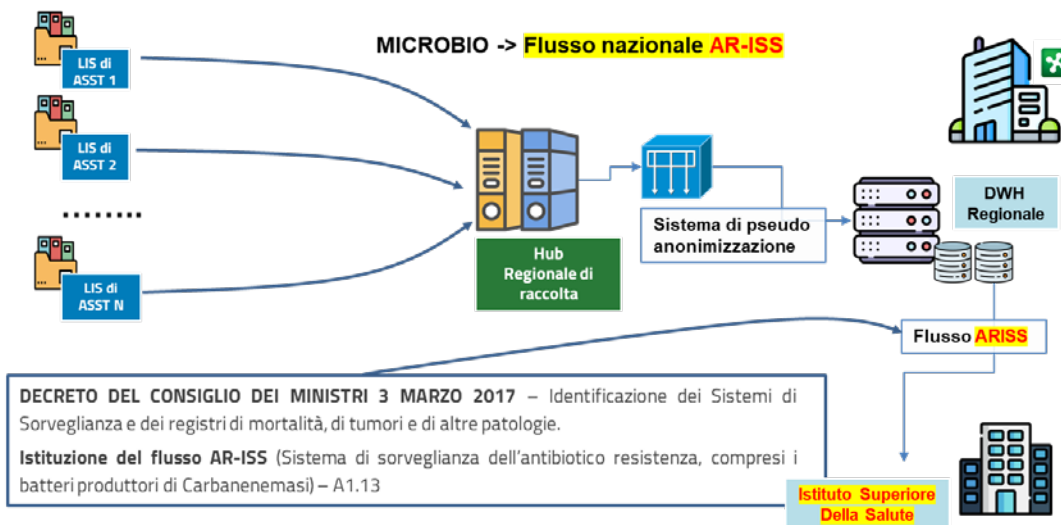 MICROBIO -> Flusso nazionale AR-ISS
LIS di
ASST 1
LIS di
ASST 2
.........
LIS di
ASST N
Hub
Regionale di
raccolta
Sistema di pseudo
anonimizzazione
DWH
Regionale
Flusso ARISS
DECRETO DEL CONSIGLIO DEI MINISTRI 3 MARZO 2017 – Identificazione dei Sistemi di
Sorveglianza e dei registri di mortalità, di tumori e di altre patologie.
Istituzione del flusso AR-ISS (Sistema di sorveglianza dell'antibiotico resistenza, compresi i
batteri produttori di Carbanenemasi) – A1.13
Istituto Superiore
Della Salute